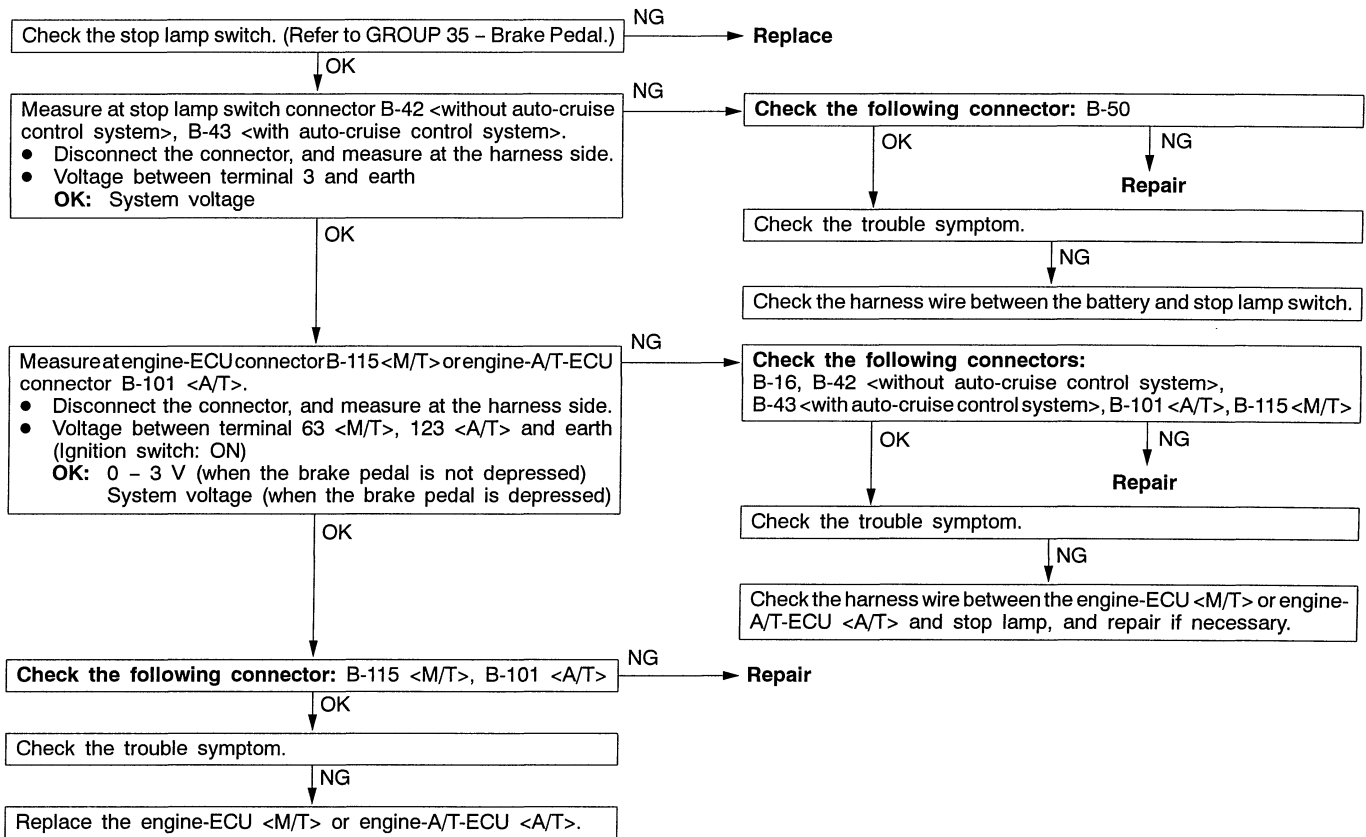 Check the stop lamp switch. (Refer to GROUP 35 – Brake Pedal.)
NG
Replace
OK
Measure at stop lamp switch connector B-42 <without auto-cruise
control system>, B-43 <with auto-cruise control system>.
● Disconnect the connector, and measure at the harness side.
● Voltage between terminal 3 and earth
OK: System voltage
NG
Check the following connector: B-50
OK
NG
Repair
Check the trouble symptom.
NG
Check the harness wire between the battery and stop lamp switch.
OK
Measure at engine-ECU connector B-115 <M/T> or engine-A/T-ECU
connector B-101 <A/T>.
● Disconnect the connector, and measure at the harness side.
● Voltage between terminal 63 <M/T>, 123 <A/T> and earth
(Ignition switch: ON)
OK: 0 – 3 V (when the brake pedal is not depressed)
System voltage (when the brake pedal is depressed)
NG
Check the following connectors:
B-16, B-42 <without auto-cruise control system>,
B-43 <with auto-cruise control system>, B-101 <A/T>, B-115 <M/T>
OK
NG
Repair
Check the trouble symptom.
NG
Check the harness wire between the engine-ECU <M/T> or engine-
A/T-ECU <A/T> and stop lamp, and repair if necessary.
OK
Check the following connector: B-115 <M/T>, B-101 <A/T>
NG
Repair
OK
Check the trouble symptom.
NG
Replace the engine-ECU <M/T> or engine-A/T-ECU <A/T>.